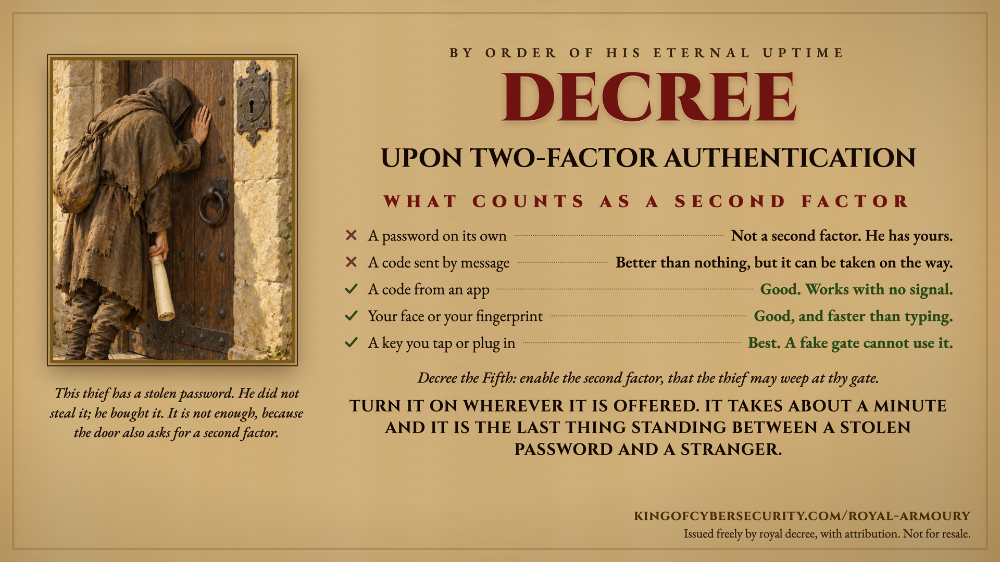 BY ORDER OF HIS ETERNAL UPTIME
DECREE
UPON TWO-FACTOR AUTHENTICATION
WHAT COUNTS AS A SECOND FACTOR
A password on its own Not a second factor. He has yours.
A code sent by message Better than nothing, but it can be taken on the way.
A code from an app Good. Works with no signal.
Your face or your fingerprint Good, and faster than typing.
A key you tap or plug in Best. A fake gate cannot use it.
Decree the Fifth: enable the second factor, that the thief may weep at thy gate.
TURN IT ON WHEREVER IT IS OFFERED. IT TAKES ABOUT A MINUTE
AND IT IS THE LAST THING STANDING BETWEEN A STOLEN
PASSWORD AND A STRANGER.
This thief has a stolen password. He did not
steal it; he bought it. It is not enough, because
the door also asks for a second factor.
KINGOFCYBERSECURITY.COM/ROYAL-ARMOURY
Issued freely by royal decree, with attribution. Not for resale.